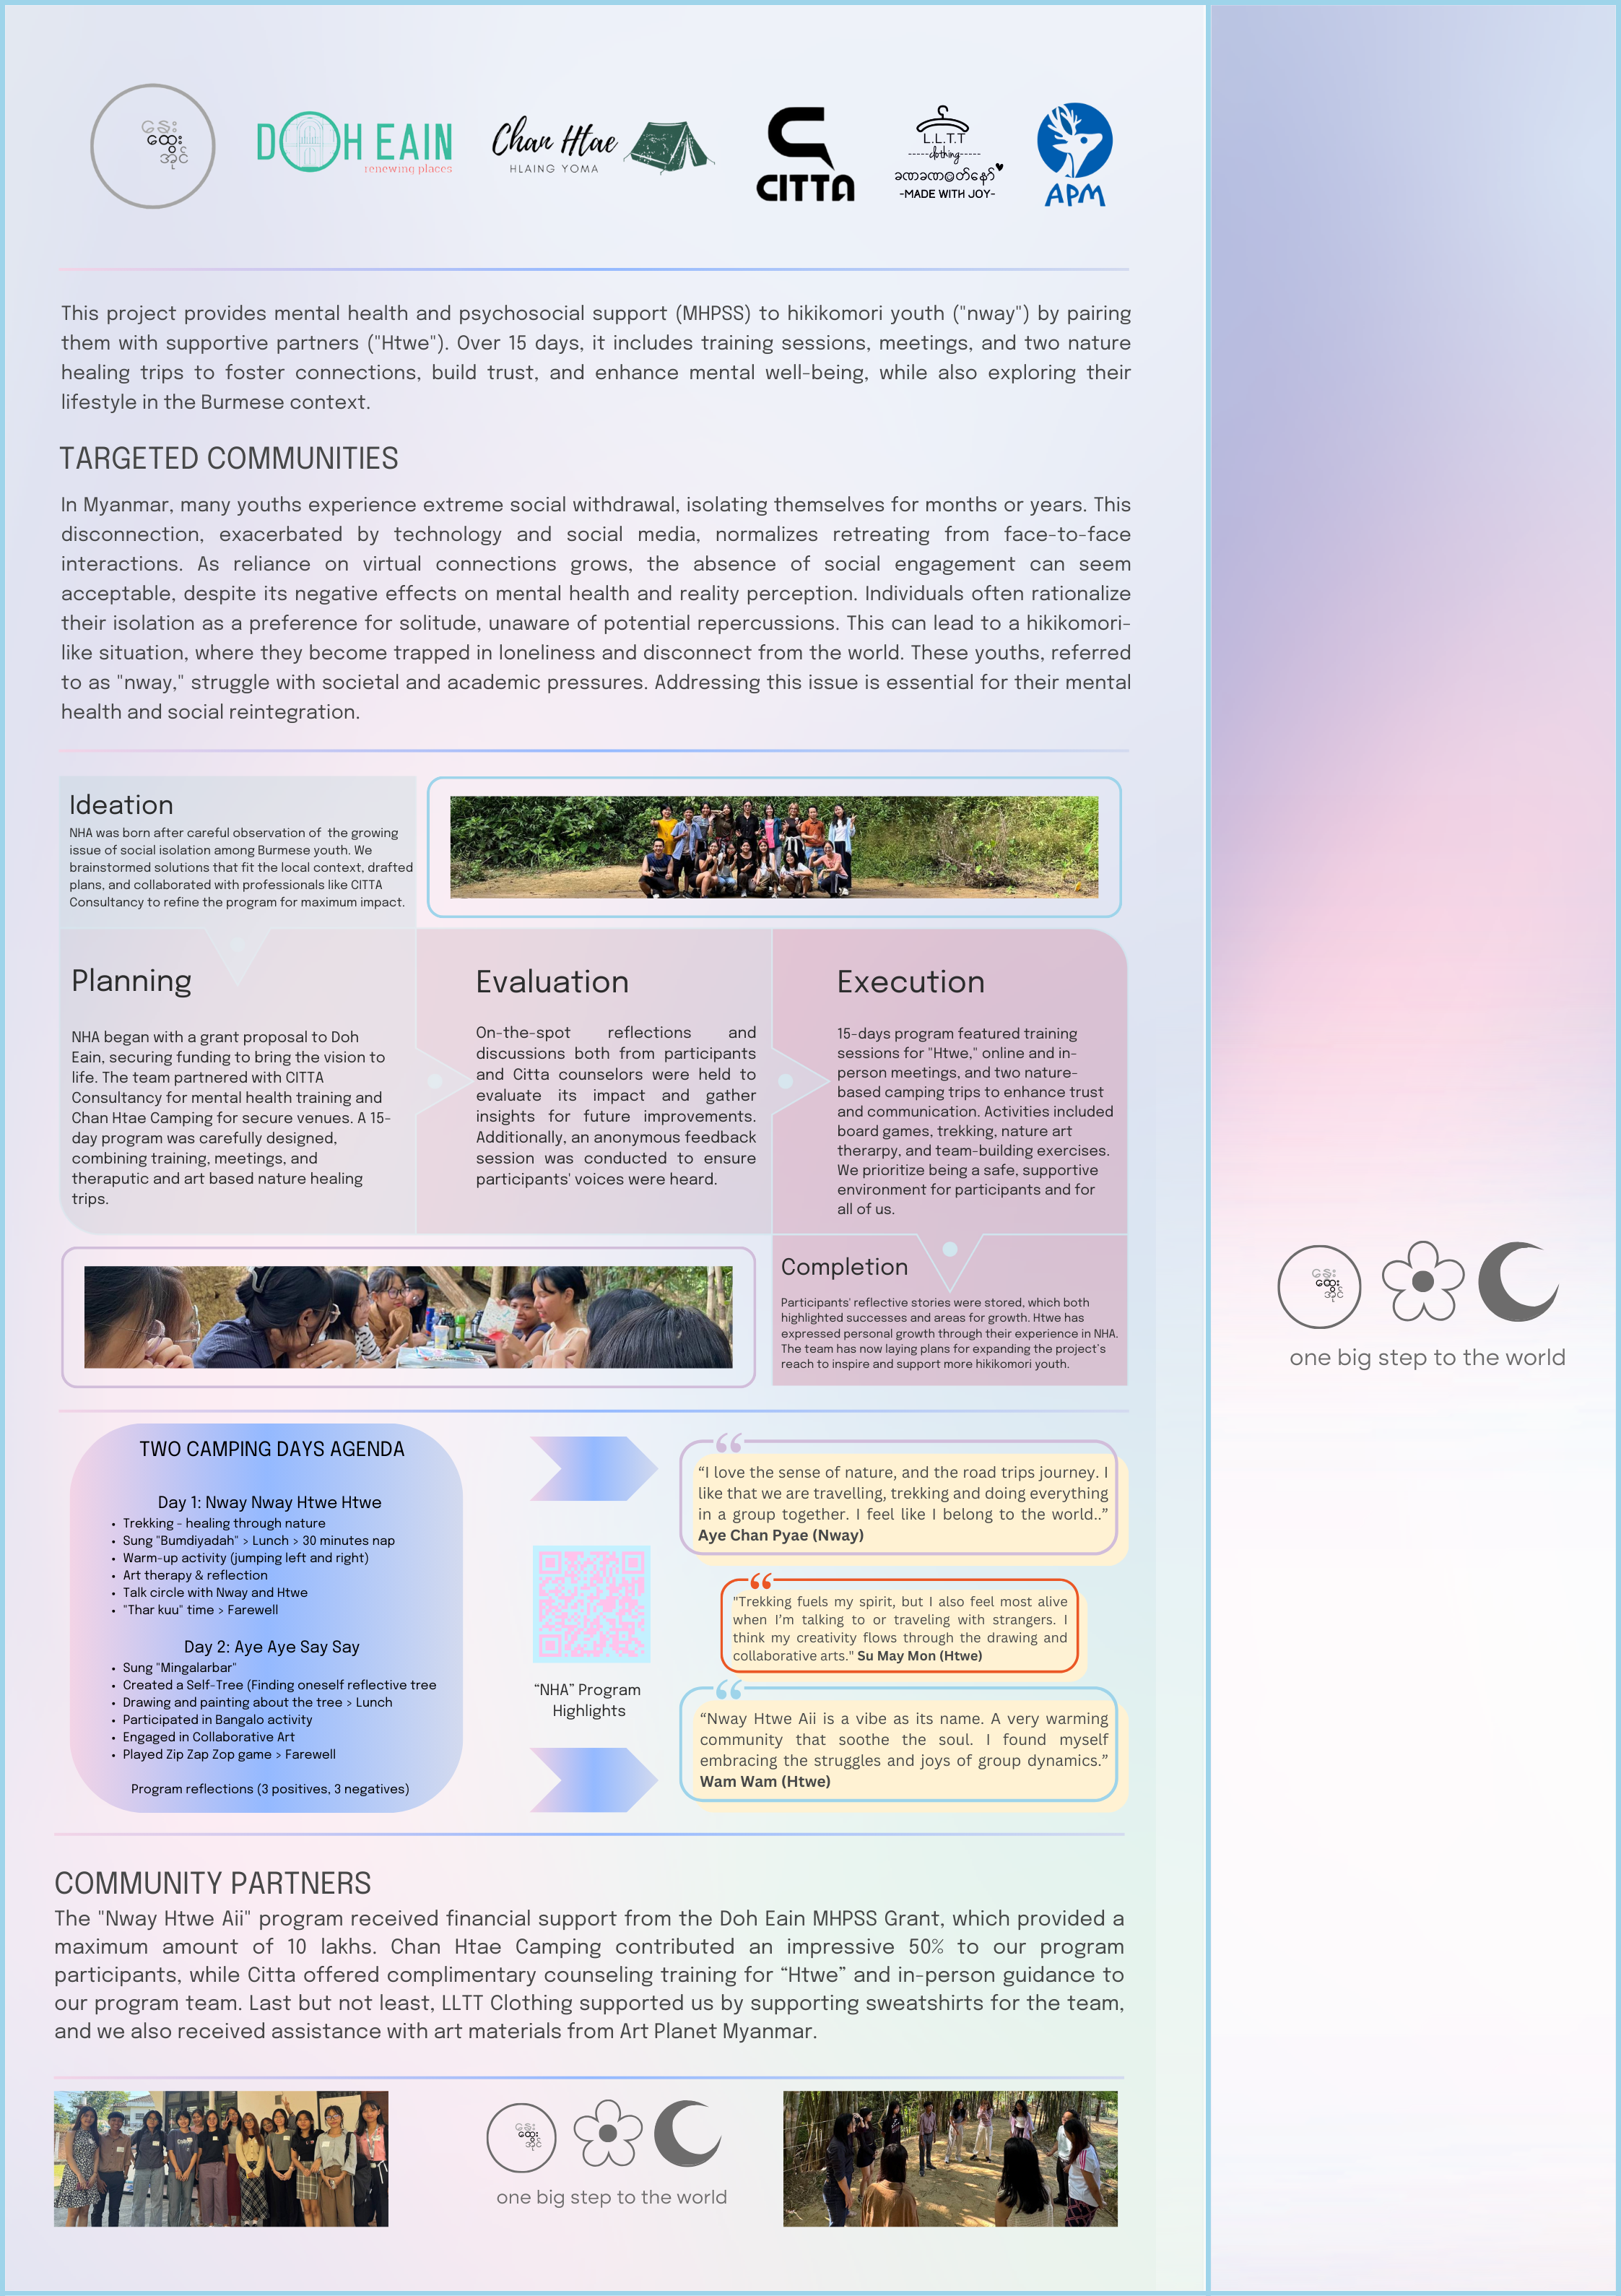 နွေး
ထွေး
အိုင်
DOH EAIN
renewing places
Chan Htae
HLAING YOMA
CITTA
L.L.T.T
-----clothing-----
-MADE WITH JOY-
APM
This project provides mental health and psychosocial support (MHPSS) to hikikomori youth ("nway") by pairing
them with supportive partners ("Htwe"). Over 15 days, it includes training sessions, meetings, and two nature
healing trips to foster connections, build trust, and enhance mental well-being, while also exploring their
lifestyle in the Burmese context.
TARGETED COMMUNITIES
In Myanmar, many youths experience extreme social withdrawal, isolating themselves for months or years. This
disconnection, exacerbated by technology and social media, normalizes retreating from face-to-face
interactions. As reliance on virtual connections grows, the absence of social engagement can seem
acceptable, despite its negative effects on mental health and reality perception. Individuals often rationalize
their isolation as a preference for solitude, unaware of potential repercussions. This can lead to a hikikomori-
like situation, where they become trapped in loneliness and disconnect from the world. These youths, referred
to as "nway," struggle with societal and academic pressures. Addressing this issue is essential for their mental
health and social reintegration.
Ideation
NHA was born after careful observation of  the growing
issue of social isolation among Burmese youth. We
brainstormed solutions that fit the local context, drafted
plans, and collaborated with professionals like CITTA
Consultancy to refine the program for maximum impact.
Planning
NHA began with a grant proposal to Doh
Eain, securing funding to bring the vision to
life. The team partnered with CITTA
Consultancy for mental health training and
Chan Htae Camping for secure venues. A 15-
day program was carefully designed,
combining training, meetings, and
theraputic and art based nature healing
trips.
Evaluation
On-the-spot reflections and
discussions both from participants
and Citta counselors were held to
evaluate its impact and gather
insights for future improvements.
Additionally, an anonymous feedback
session was conducted to ensure
participants' voices were heard.
Execution
15-days program featured training
sessions for "Htwe," online and in-
person meetings, and two nature-
based camping trips to enhance trust
and communication. Activities included
board games, trekking, nature art
therarpy, and team-building exercises.
We prioritize being a safe, supportive
environment for participants and for
all of us.
Completion
Participants' reflective stories were stored, which both
highlighted successes and areas for growth. Htwe has
expressed personal growth through their experience in NHA.
The team has now laying plans for expanding the project's
reach to inspire and support more hikikomori youth.
TWO CAMPING DAYS AGENDA
Day 1: Nway Nway Htwe Htwe
• Trekking - healing through nature
• Sung "Bumdiyadah" > Lunch > 30 minutes nap
• Warm-up activity (jumping left and right)
• Art therapy & reflection
• Talk circle with Nway and Htwe
• "Thar kuu" time > Farewell
Day 2: Aye Aye Say Say
• Sung "Mingalarbar"
• Created a Self-Tree (Finding oneself reflective tree
• Drawing and painting about the tree > Lunch
• Participated in Bangalo activity
• Engaged in Collaborative Art
• Played Zip Zap Zop game > Farewell
Program reflections (3 positives, 3 negatives)
“NHA” Program
Highlights
“I love the sense of nature, and the road trips journey. I
like that we are travelling, trekking and doing everything
in a group together. I feel like I belong to the world..”
Aye Chan Pyae (Nway)
"Trekking fuels my spirit, but I also feel most alive
when I’m talking to or traveling with strangers. I
think my creativity flows through the drawing and
collaborative arts." Su May Mon (Htwe)
“Nway Htwe Aii is a vibe as its name. A very warming
community that soothe the soul. I found myself
embracing the struggles and joys of group dynamics.”
Wam Wam (Htwe)
COMMUNITY PARTNERS
The "Nway Htwe Aii" program received financial support from the Doh Eain MHPSS Grant, which provided a
maximum amount of 10 lakhs. Chan Htae Camping contributed an impressive 50% to our program
participants, while Citta offered complimentary counseling training for “Htwe” and in-person guidance to
our program team. Last but not least, LLTT Clothing supported us by supporting sweatshirts for the team,
and we also received assistance with art materials from Art Planet Myanmar.
နွေး
ထွေး
အိုင်
one big step to the world
နွေး
ထွေး
အိုင်
one big step to the world